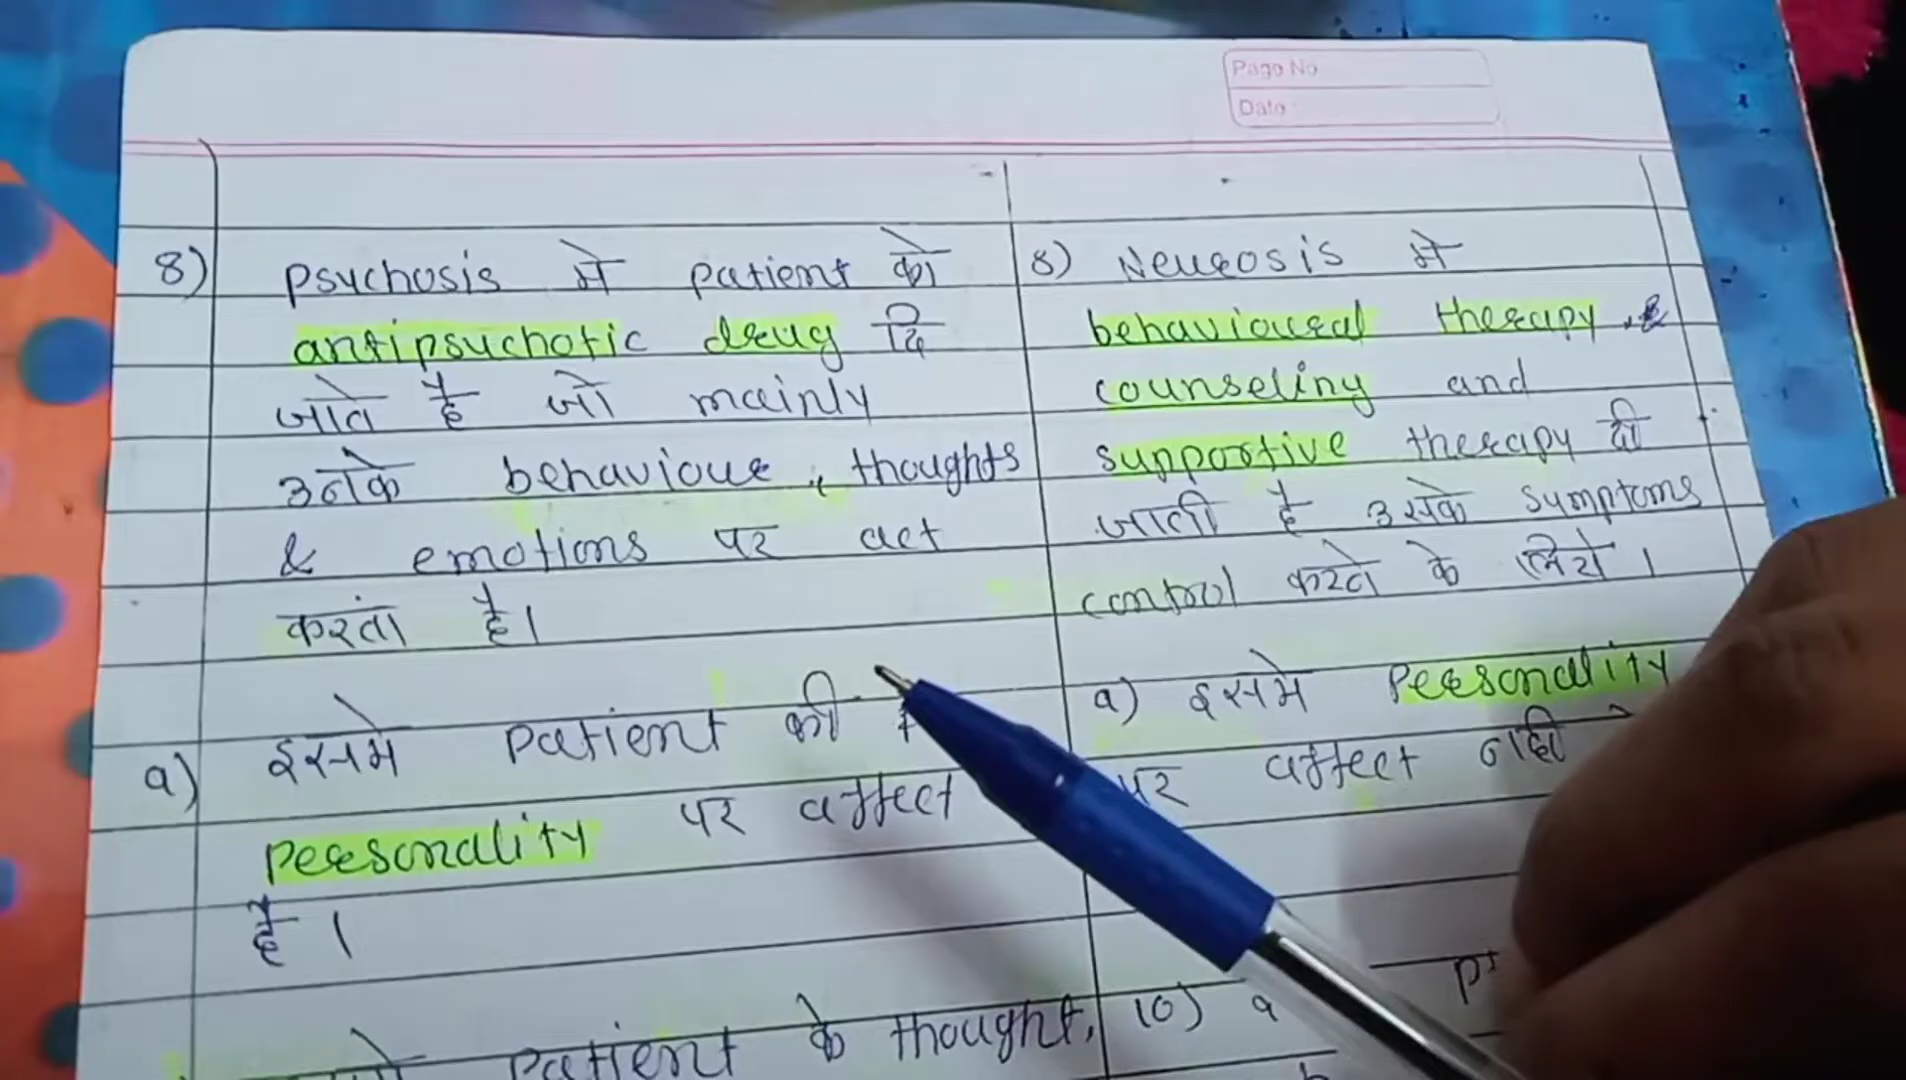 Page No
Date
8) Psychosis मे patient को
antipsychotic drug दि
जाते है जो mainly
उनके behaviour, thoughts
& emotions पर act
करता है।
9) इसमे patient की
personality पर affect
है।
patient के thought,
8) Neurosis मे
behavioural therapy, &
counseling and
supportive therapy दी
जाती है उसके symptoms
control करने के लिये।
9) इसमे personality
पर affect नही
10)